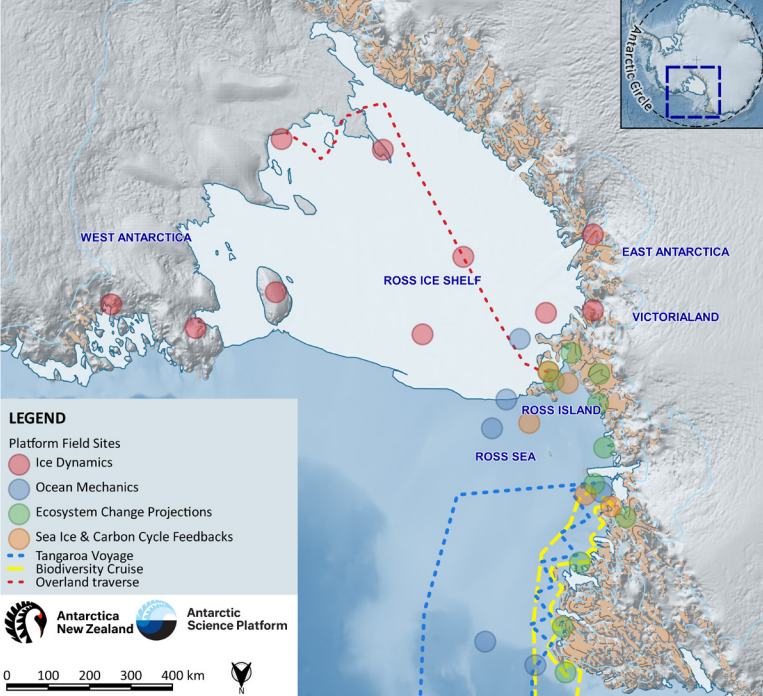 Antarctic Circle
WEST ANTARCTICA
EAST ANTARCTICA
ROSS ICE SHELF
VICTORIALAND
ROSS ISLAND
ROSS SEA
LEGEND
Platform Field Sites
Ice Dynamics
Ocean Mechanics
Ecosystem Change Projections
Sea Ice & Carbon Cycle Feedbacks
Tangaroa Voyage
Biodiversity Cruise
Overland traverse
Antarctica
New Zealand
Antarctic
Science Platform
0 100 200 300 400 km
N